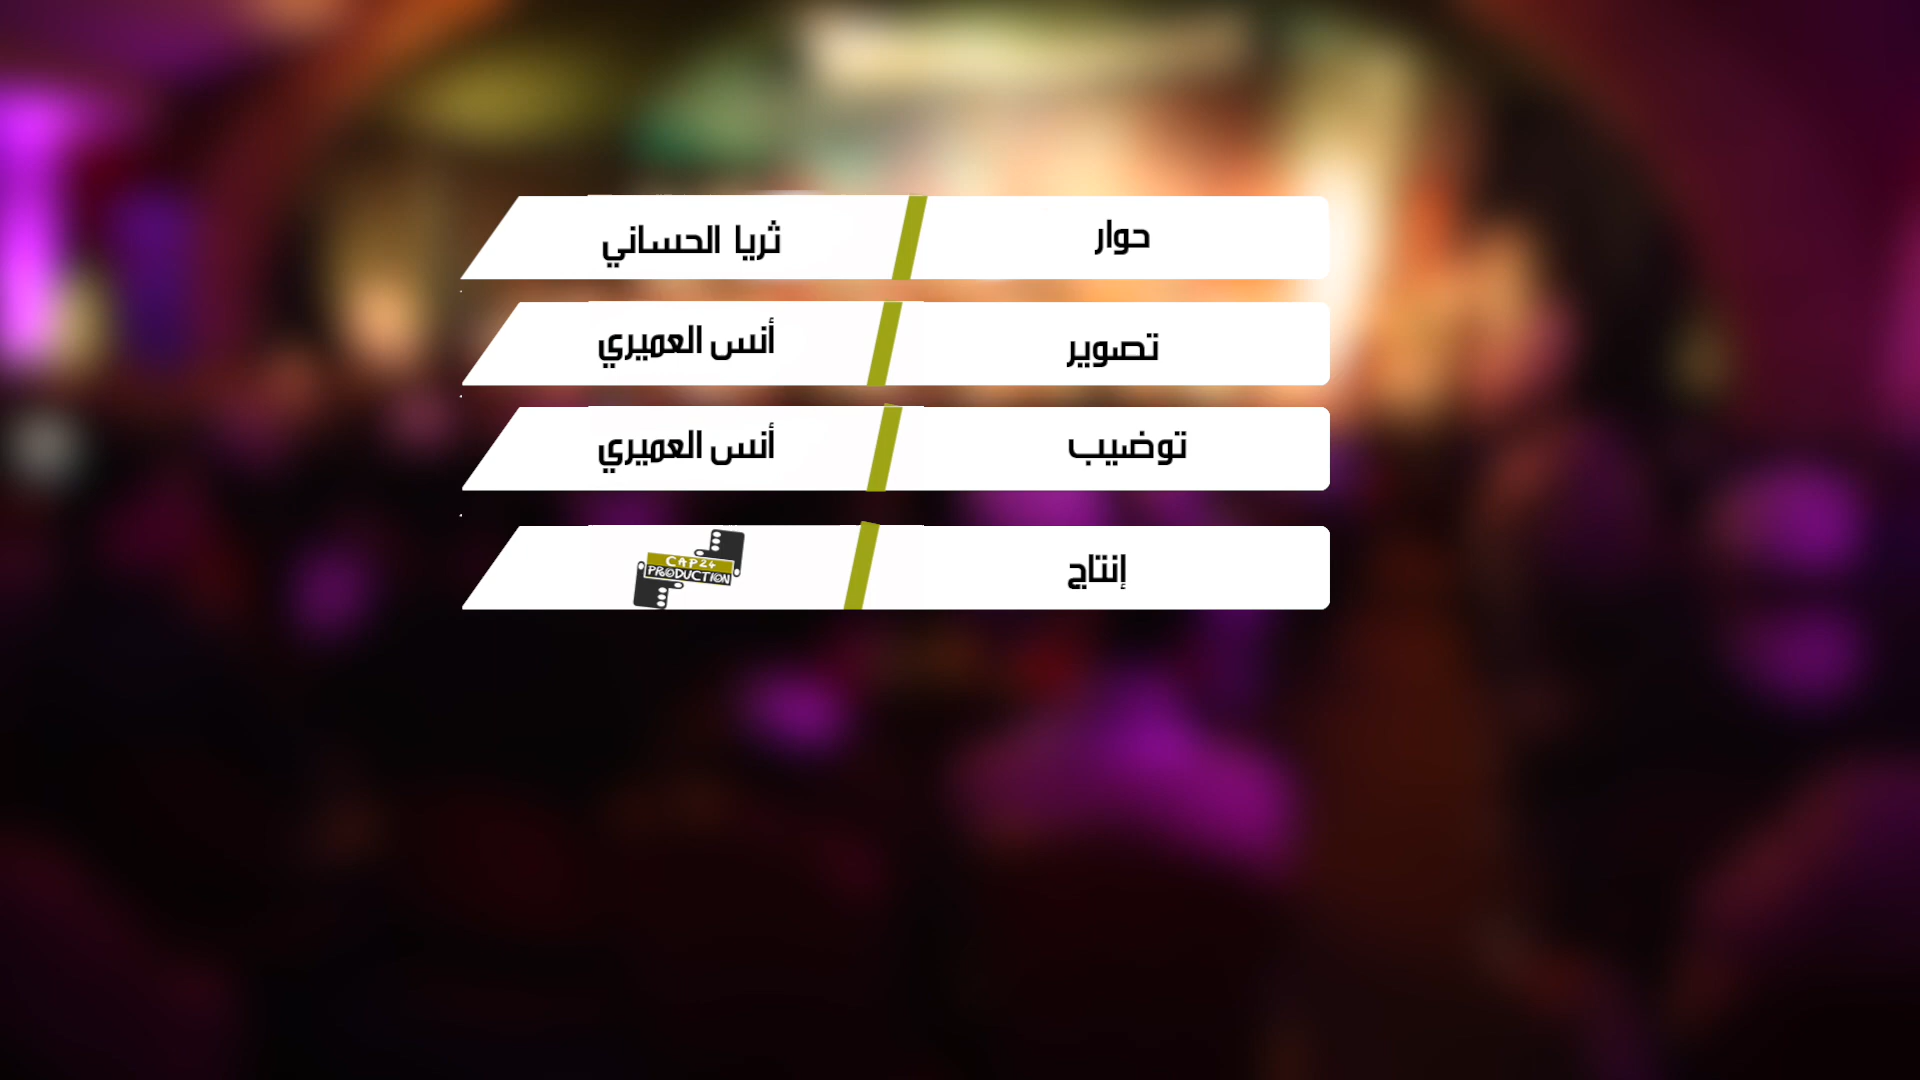 حوار ثريا الحساني
تصوير أنس العميري
توضيب أنس العميري
إنتاج
CAP24
PRODUCTION